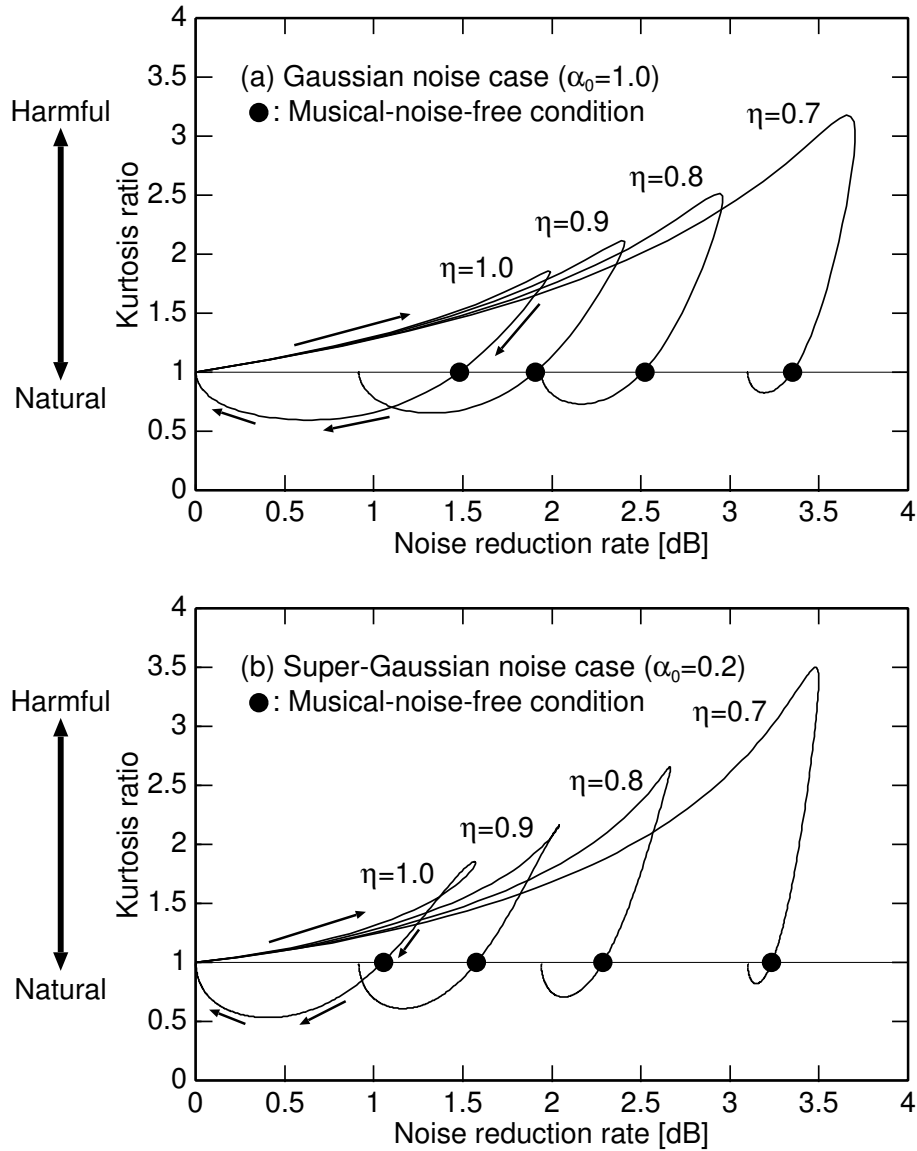 4
3.5
3
2.5
2
1.5
1
0.5
0
Kurtosis ratio
Harmful
Natural
(a) Gaussian noise case (α₀=1.0)
●: Musical-noise-free condition
η=0.7
η=0.8
η=0.9
η=1.0
0 0.5 1 1.5 2 2.5 3 3.5 4
Noise reduction rate [dB]
4
3.5
3
2.5
2
1.5
1
0.5
0
Kurtosis ratio
Harmful
Natural
(b) Super-Gaussian noise case (α₀=0.2)
●: Musical-noise-free condition
η=0.7
η=0.8
η=0.9
η=1.0
0 0.5 1 1.5 2 2.5 3 3.5 4
Noise reduction rate [dB]